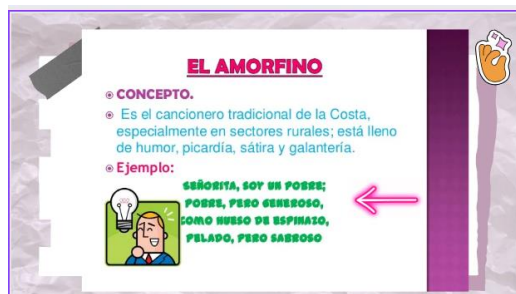 EL AMORFINO
CONCEPTO.
Es el cancionero tradicional de la Costa,
especialmente en sectores rurales; está lleno
de humor, picardía, sátira y galantería.
Ejemplo:
SEÑORITA, SOY UN POBRE;
POBRE, PERO GENEROSO,
COMO HUESO DE ESPINAZO,
PELADO, PERO SABROSO